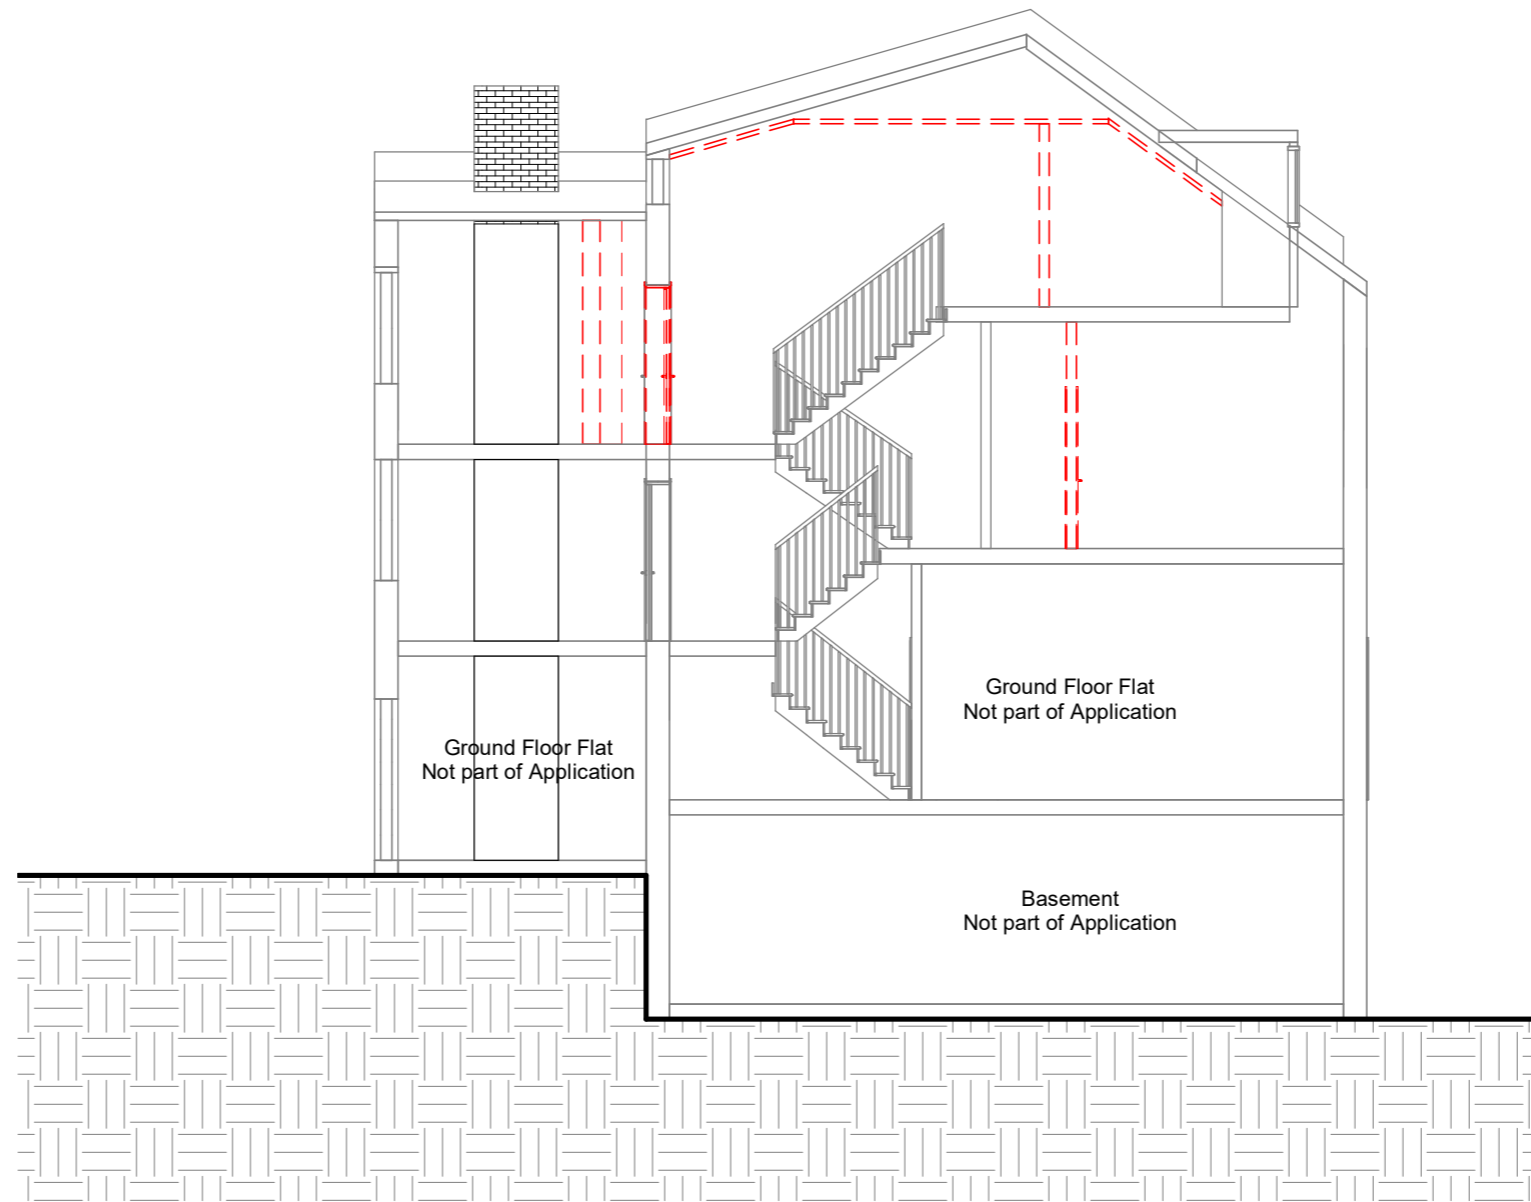 Ground Floor Flat
Not part of Application
Ground Floor Flat
Not part of Application
Basement
Not part of Application